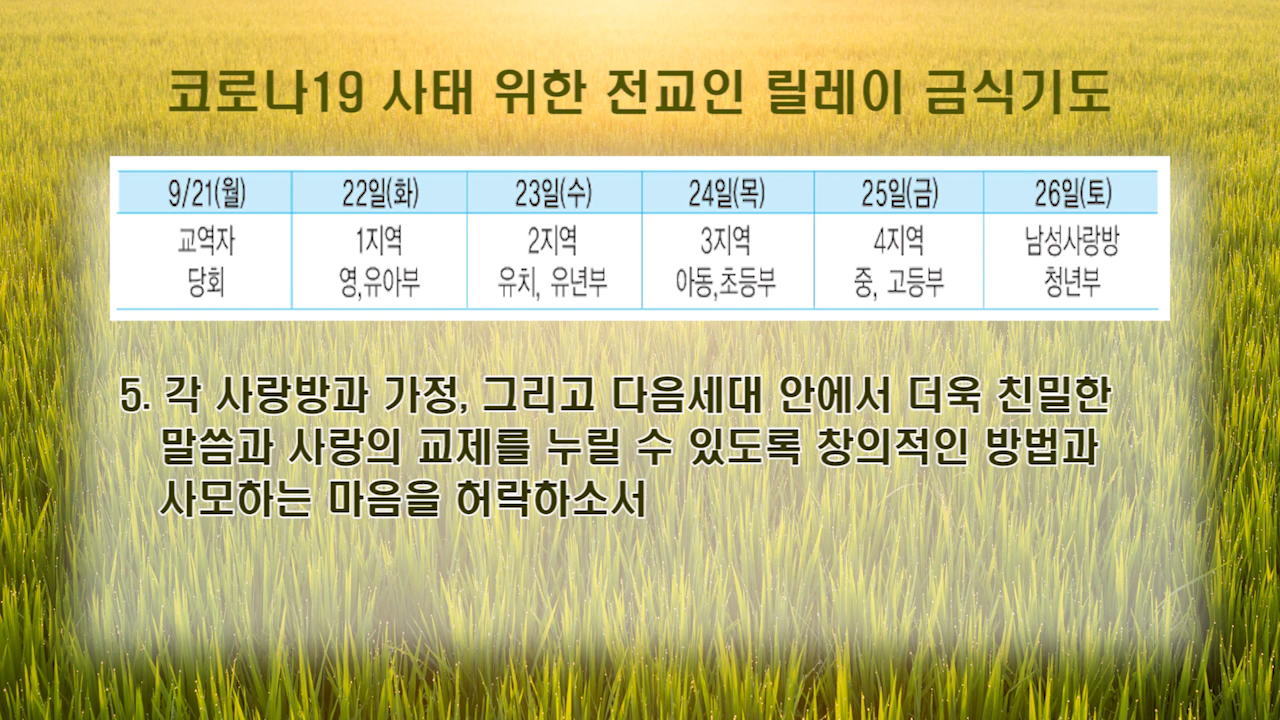 코로나19 사태 위한 전교인 릴레이 금식기도
9/21(월) 22일(화) 23일(수) 24일(목) 25일(금) 26일(토)
교역자 1지역 2지역 3지역 4지역 남성사랑방
당회 영,유아부 유치, 유년부 아동,초등부 중, 고등부 청년부
5. 각 사랑방과 가정, 그리고 다음세대 안에서 더욱 친밀한
말씀과 사랑의 교제를 누릴 수 있도록 창의적인 방법과
사모하는 마음을 허락하소서